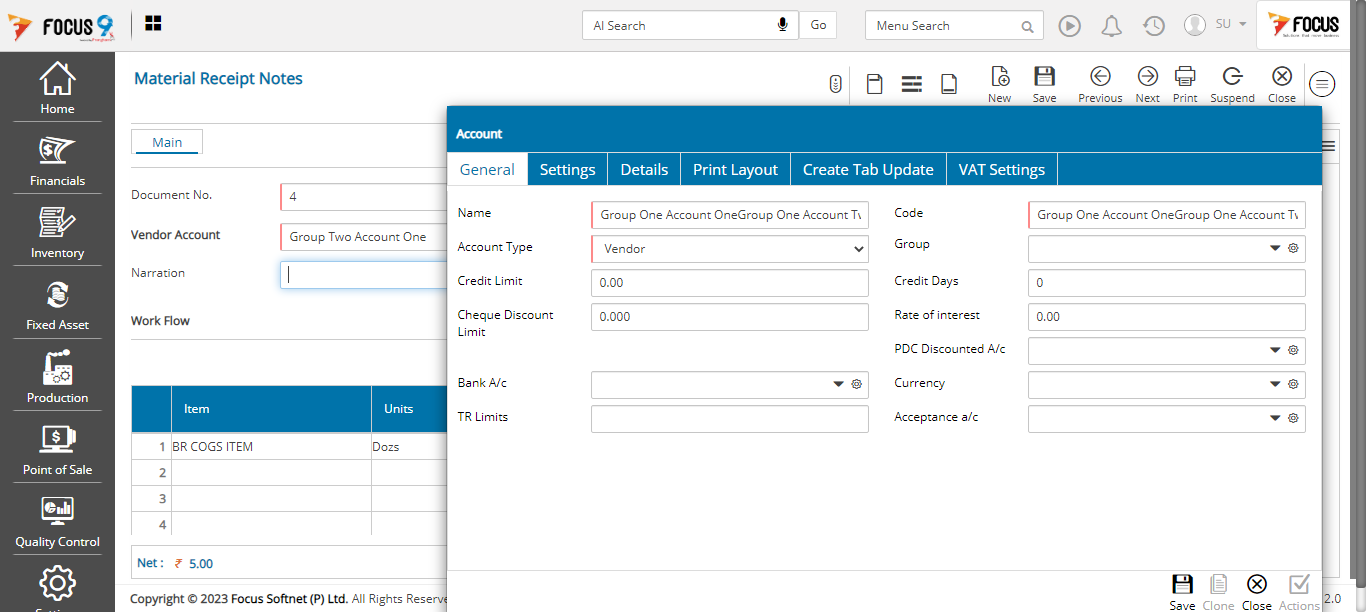 FOCUS 9
AI Search
Go
Menu Search
SU
FOCUS
Home
Financials
Inventory
Fixed Asset
Production
Point of Sale
Quality Control
Material Receipt Notes
New
Save
Previous
Next
Print
Suspend
Close
Main
Document No.
4
Vendor Account
Group Two Account One
Narration
Work Flow
Item
Units
1 BR COGS ITEM Dozs
2
3
4
Net : ₹ 5.00
Copyright © 2023 Focus Softnet (P) Ltd. All Rights Reserve
2.0
Account
General
Settings
Details
Print Layout
Create Tab Update
VAT Settings
Name
Group One Account OneGroup One Account Tw
Code
Group One Account OneGroup One Account Tw
Account Type
Vendor
Group
Credit Limit
0.00
Credit Days
0
Cheque Discount
Limit
0.000
Rate of interest
0.00
PDC Discounted A/c
Bank A/c
Currency
TR Limits
Acceptance a/c
Save
Clone
Close
Actions